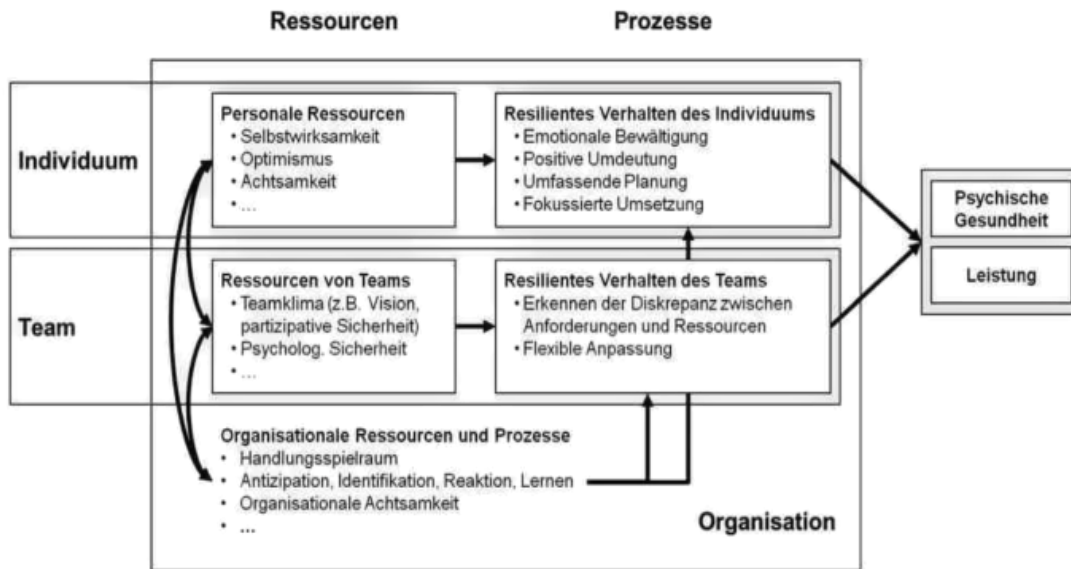 Ressourcen
Prozesse
Individuum
Personale Ressourcen
• Selbstwirksamkeit
• Optimismus
• Achtsamkeit
• ...
Resilientes Verhalten des Individuums
• Emotionale Bewältigung
• Positive Umdeutung
• Umfassende Planung
• Fokussierte Umsetzung
Team
Ressourcen von Teams
• Teamklima (z.B. Vision,
partizipative Sicherheit)
• Psycholog. Sicherheit
• ...
Resilientes Verhalten des Teams
• Erkennen der Diskrepanz zwischen
Anforderungen und Ressourcen
• Flexible Anpassung
Psychische
Gesundheit
Leistung
Organisationale Ressourcen und Prozesse
• Handlungsspielraum
• Antizipation, Identifikation, Reaktion, Lernen
• Organisationale Achtsamkeit
• ...
Organisation